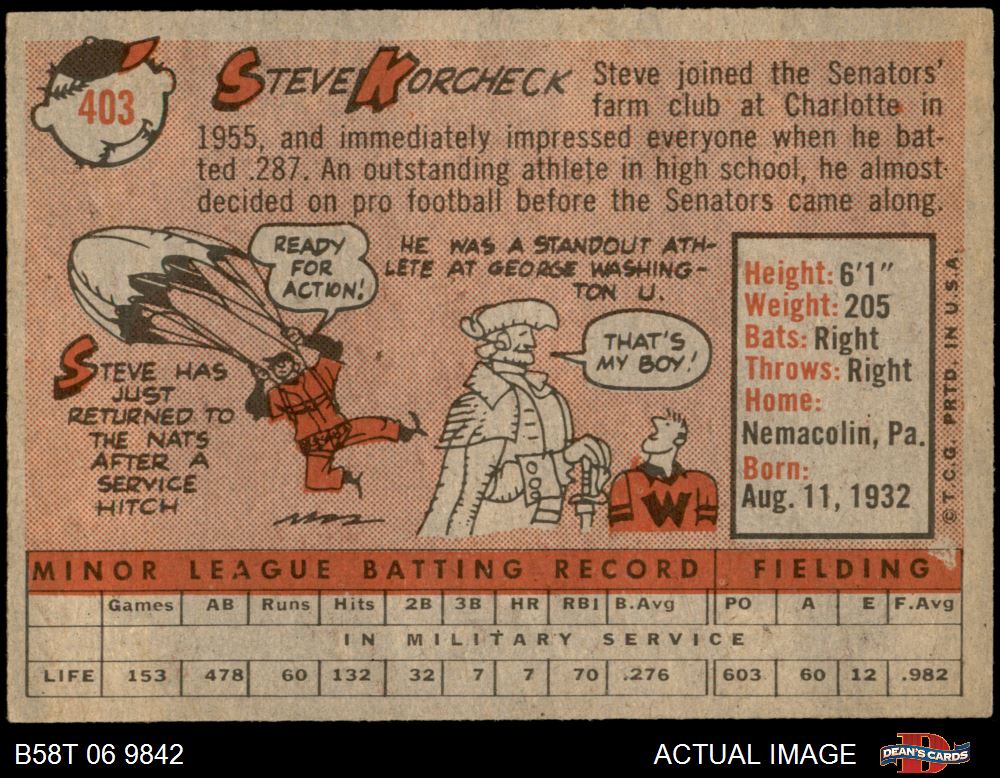 403
STEVE KORCHECK
Steve joined the Senators'
farm club at Charlotte in
1955, and immediately impressed everyone when he bat-
ted .287. An outstanding athlete in high school, he almost
decided on pro football before the Senators came along.
READY
FOR
ACTION!
STEVE HAS
JUST
RETURNED TO
THE NATS
AFTER A
SERVICE
HITCH
HE WAS A STANDOUT ATH-
LETE AT GEORGE WASHING-
TON U.
THAT'S
MY BOY!
W
Height: 6'1"
Weight: 205
Bats: Right
Throws: Right
Home:
Nemacolin, Pa.
Born:
Aug. 11, 1932
© T.C.G. PRTD. IN U.S.A.
MINOR LEAGUE BATTING RECORD FIELDING
Games AB Runs Hits 2B 3B HR RBI B.Avg PO A E F.Avg
IN MILITARY SERVICE
LIFE 153 478 60 132 32 7 7 70 .276 603 60 12 .982
B58T 06 9842 ACTUAL IMAGE DEAN'S CARDS